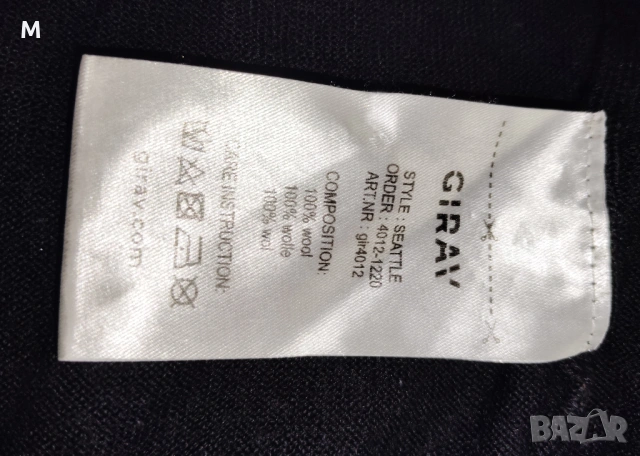 M
GIRAV
STYLE : SEATTLE
ORDER : 4012-1220
ART.NR : gir4012
COMPOSITION:
100% wool
100% wolle
100% wol
CARE INSTRUCTION:
girav.com
BAZAR